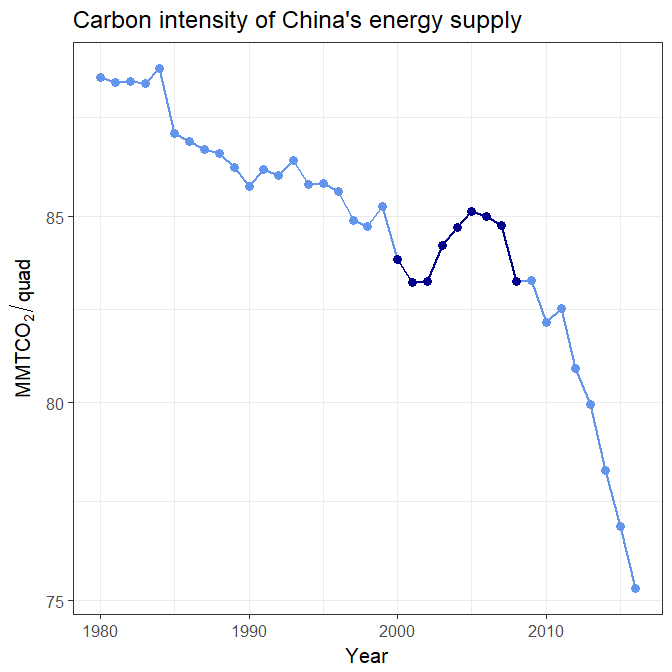 Carbon intensity of China's energy supply
85
80
75
MMTCO₂/quad
1980 1990 2000 2010
Year